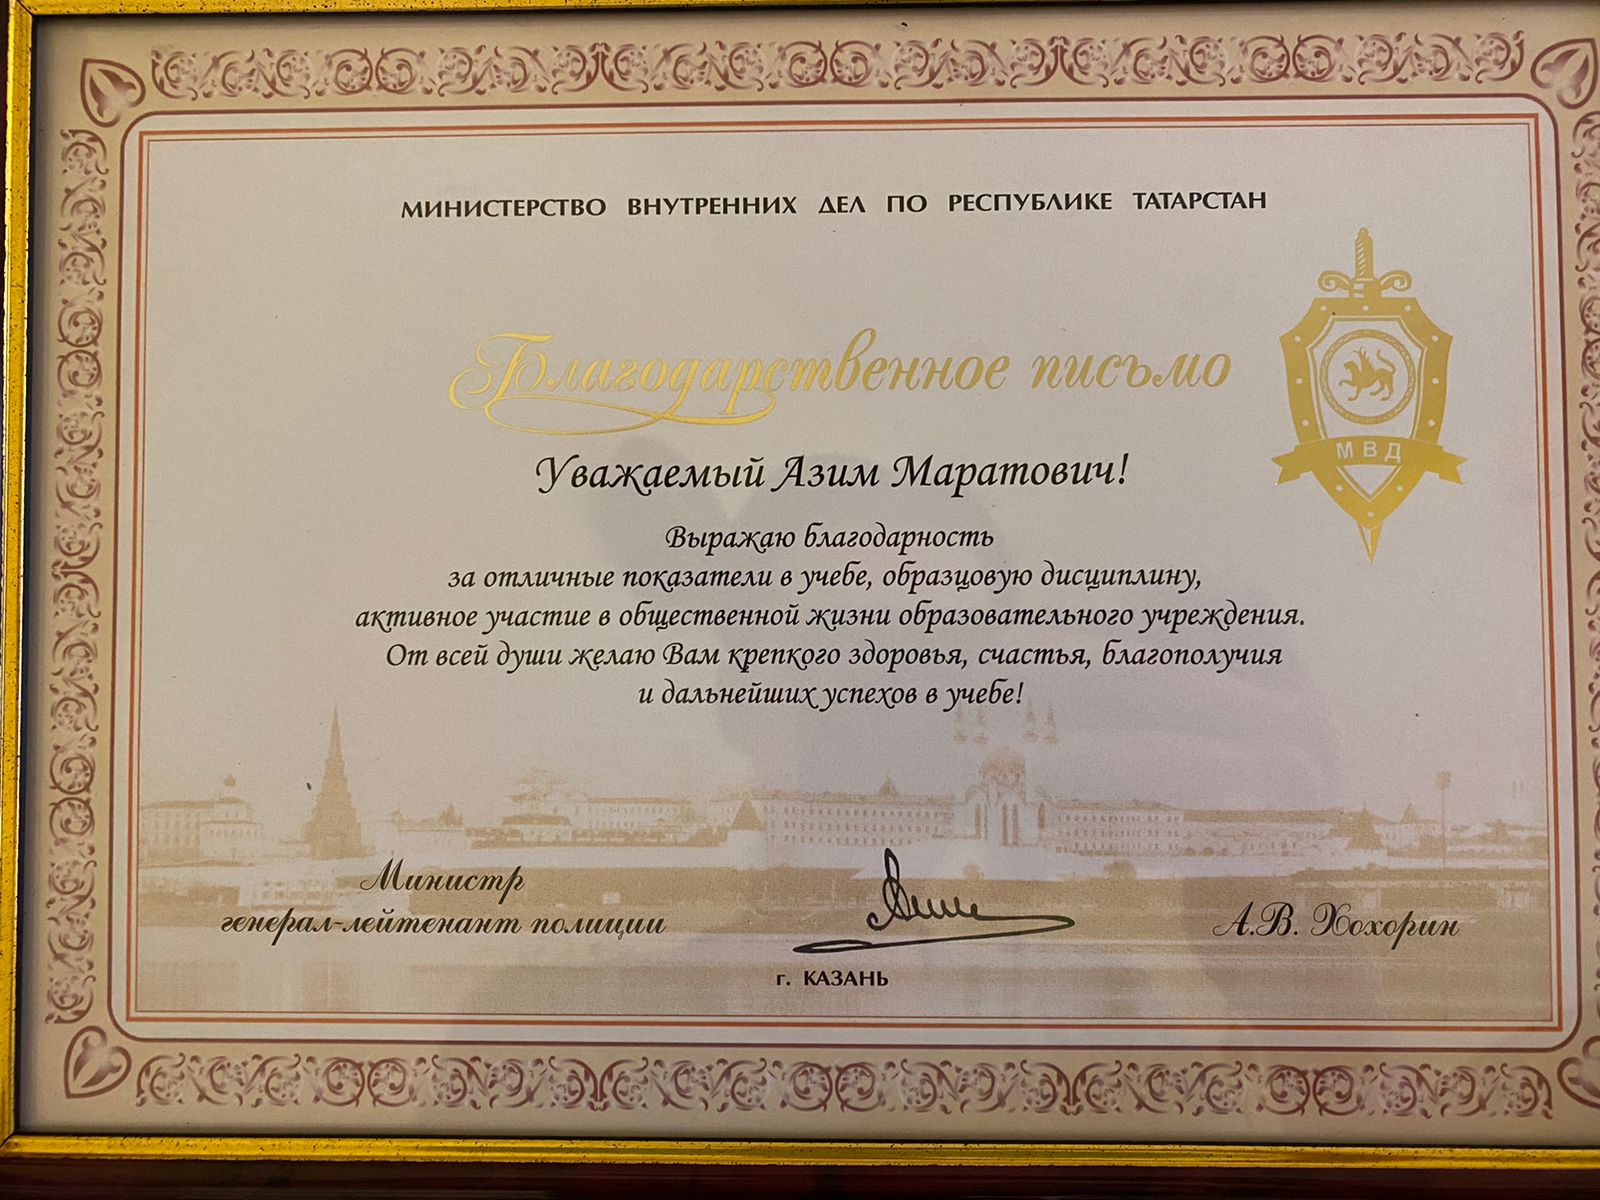 МИНИСТЕРСТВО ВНУТРЕННИХ ДЕЛ ПО РЕСПУБЛИКЕ ТАТАРСТАН
Благодарственное письмо
МВД
Уважаемый Азим Маратович!
Выражаю благодарность
за отличные показатели в учебе, образцовую дисциплину,
активное участие в общественной жизни образовательного учреждения.
От всей души желаю Вам крепкого здоровья, счастья, благополучия
и дальнейших успехов в учебе!
Министр
генерал-лейтенант полиции
А.В. Хохорин
г. КАЗАНЬ